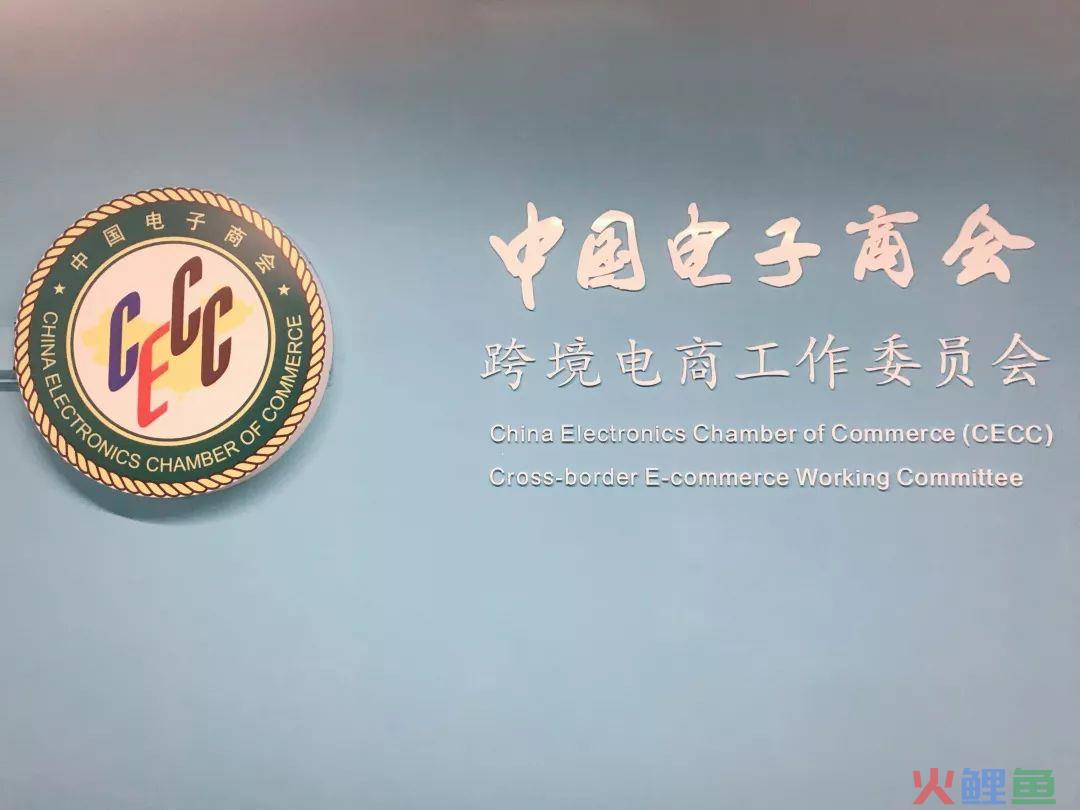 中国电子商会
CHINA ELECTRONICS CHAMBER OF COMMERCE
CECC
中国电子商会
跨境电商工作委员会
China Electronics Chamber of Commerce (CECC)
Cross-border E-commerce Working Committee
火鲤鱼